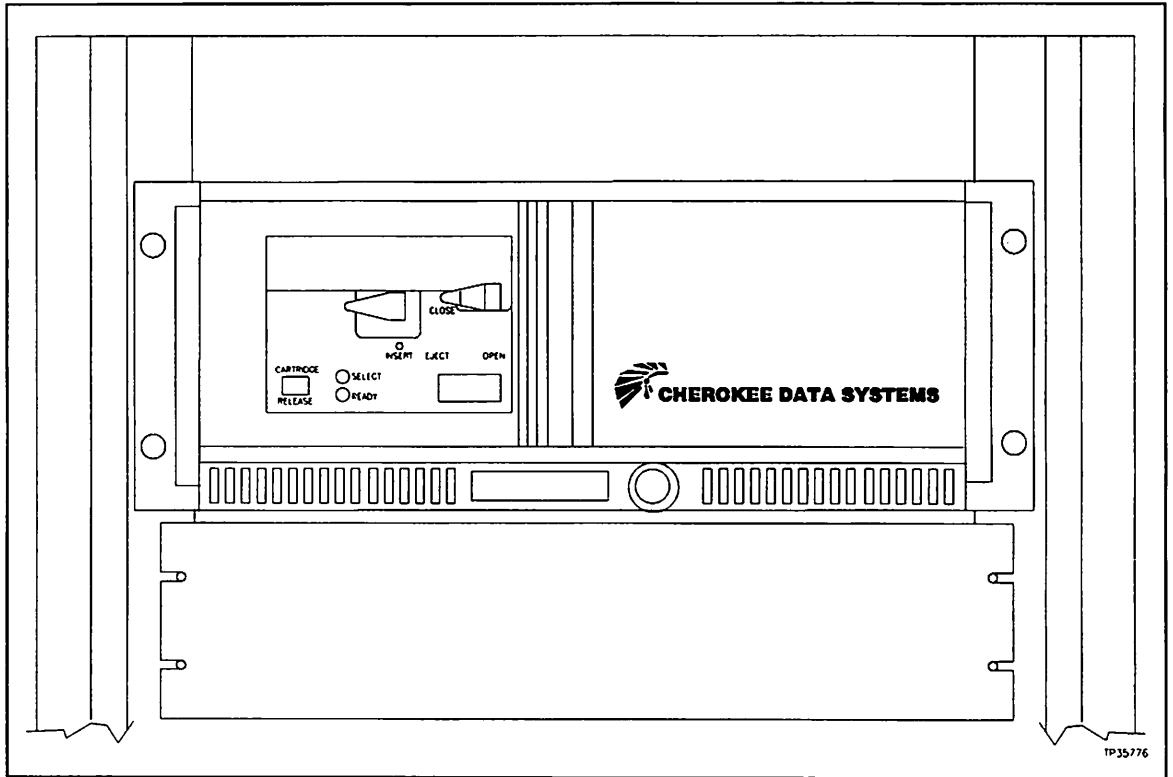 CLOSE
INSERT EJECT OPEN
CARTRIDGE
RELEASE
SELECT
READY
CHEROKEE DATA SYSTEMS
TP35776